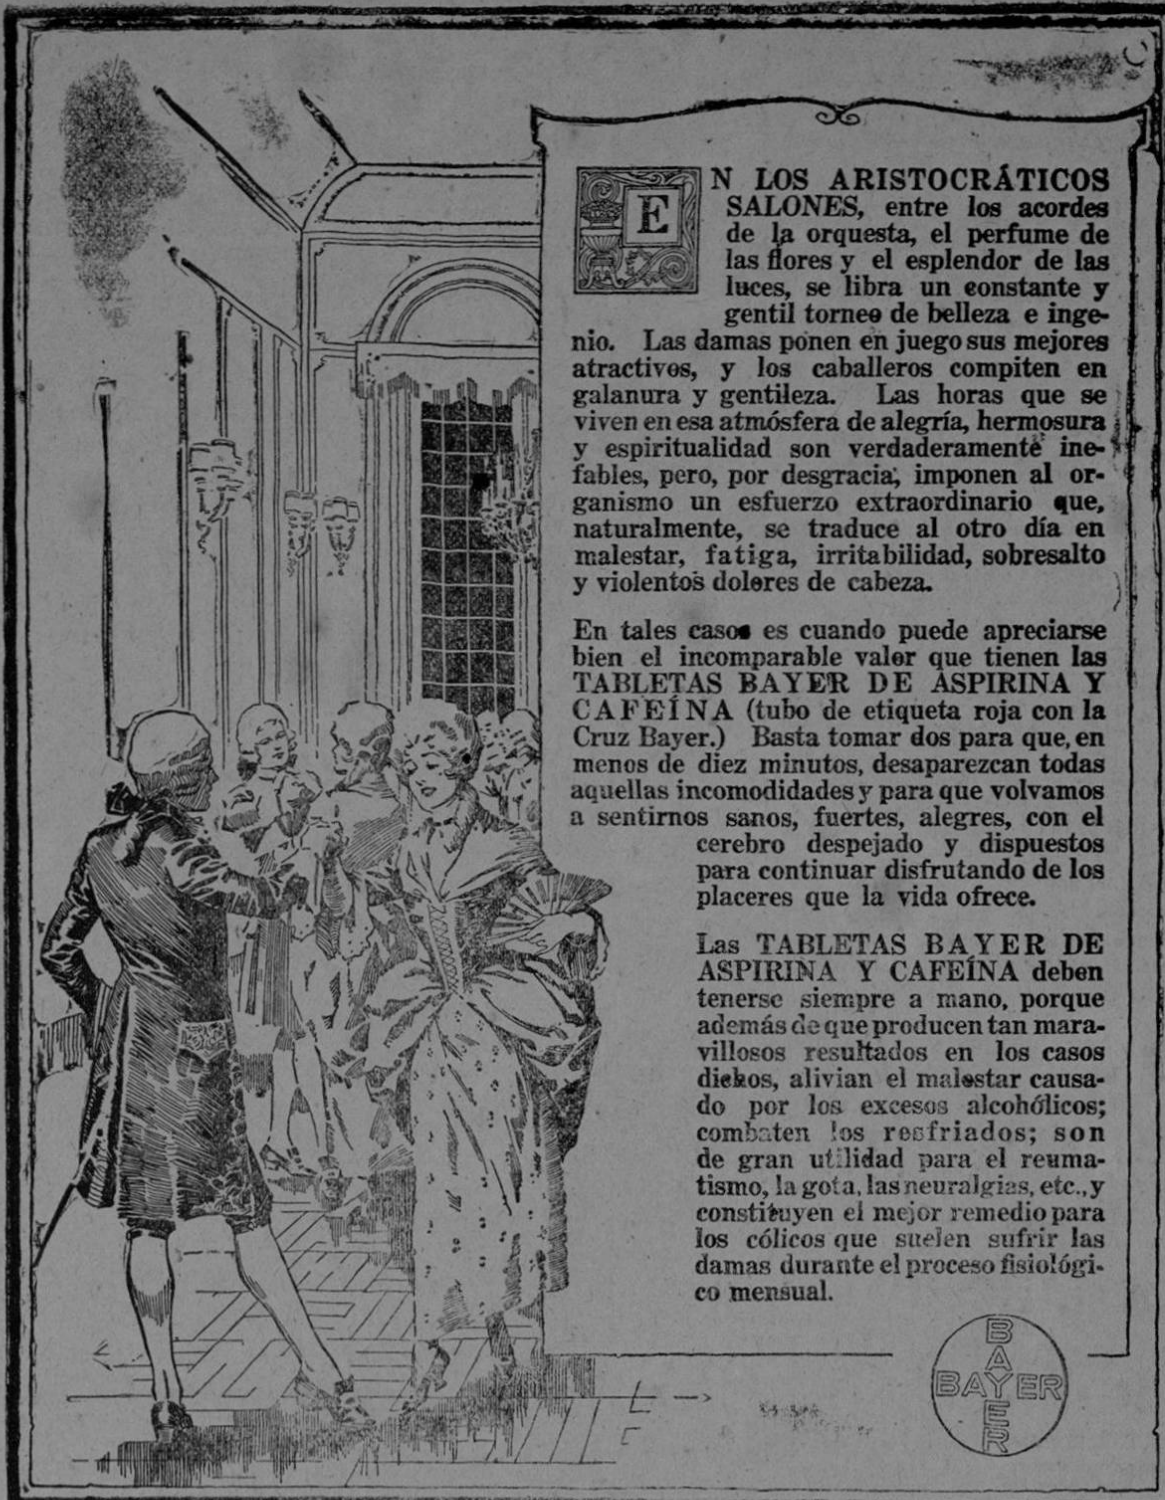 EN LOS ARISTOCRÁTICOS
SALONES, entre los acordes
de la orquesta, el perfume de
las flores y el esplendor de las
luces, se libra un constante y
gentil torneo de belleza e inge-
nio. Las damas ponen en juego sus mejores
atractivos, y los caballeros compiten en
galanura y gentileza. Las horas que se
viven en esa atmósfera de alegría, hermosura
y espiritualidad son verdaderamente ine-
fables, pero, por desgracia, imponen al or-
ganismo un esfuerzo extraordinario que,
naturalmente, se traduce al otro día en
malestar, fatiga, irritabilidad, sobresalto
y violentos dolores de cabeza.
En tales casos es cuando puede apreciarse
bien el incomparable valor que tienen las
TABLETAS BAYER DE ASPIRINA Y
CAFEÍNA (tubo de etiqueta roja con la
Cruz Bayer.) Basta tomar dos para que, en
menos de diez minutos, desaparezcan todas
aquellas incomodidades y para que volvamos
a sentirnos sanos, fuertes, alegres, con el
cerebro despejado y dispuestos
para continuar disfrutando de los
placeres que la vida ofrece.
Las TABLETAS BAYER DE
ASPIRINA Y CAFEÍNA deben
tenerse siempre a mano, porque
además de que producen tan mara-
villosos resultados en los casos
dichos, alivian el malestar causa-
do por los excesos alcohólicos;
combaten los resfriados; son
de gran utilidad para el reuma-
tismo, la gota, las neuralgias, etc., y
constituyen el mejor remedio para
los cólicos que suelen sufrir las
damas durante el proceso fisiológi-
co mensual.
BAYER
BAYER